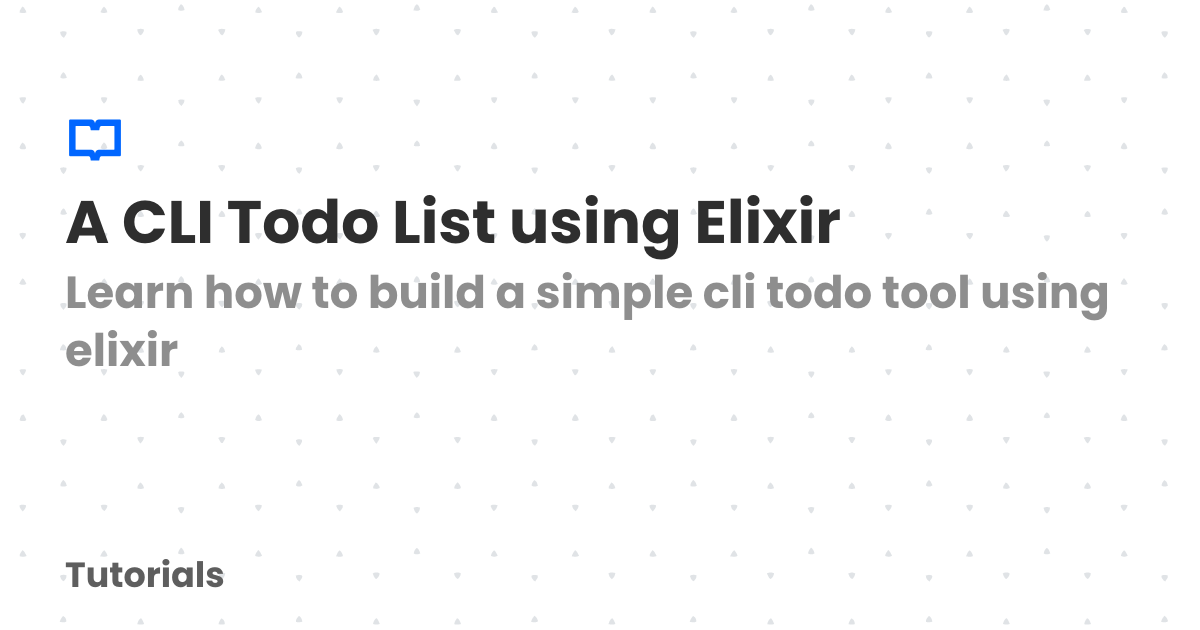 A CLI Todo List using Elixir
Learn how to build a simple cli todo tool using
elixir
Tutorials